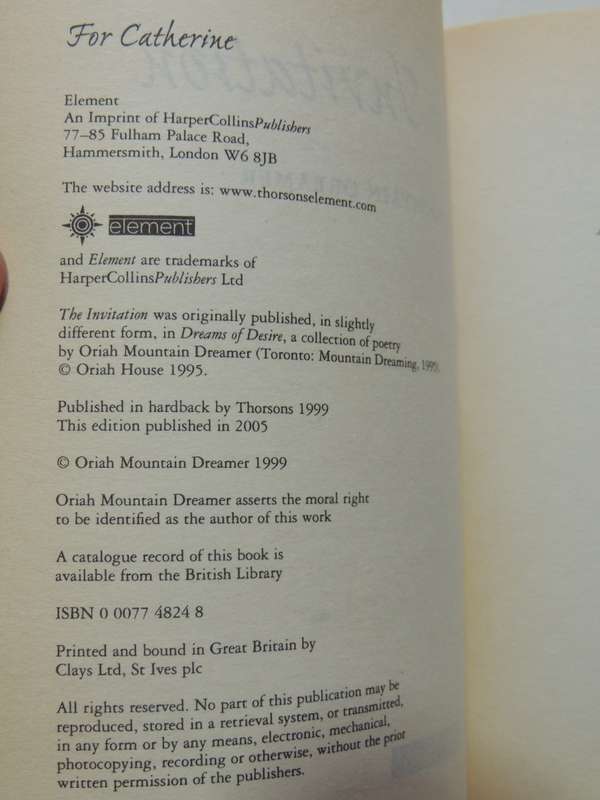 For Catherine
Element
An Imprint of HarperCollinsPublishers
77–85 Fulham Palace Road,
Hammersmith, London W6 8JB
The website address is: www.thorsonselement.com
element
and Element are trademarks of
HarperCollinsPublishers Ltd
The Invitation was originally published, in slightly
different form, in Dreams of Desire, a collection of poetry
by Oriah Mountain Dreamer (Toronto: Mountain Dreaming, 1995).
© Oriah House 1995.
Published in hardback by Thorsons 1999
This edition published in 2005
© Oriah Mountain Dreamer 1999
Oriah Mountain Dreamer asserts the moral right
to be identified as the author of this work
A catalogue record of this book is
available from the British Library
ISBN 0 0077 4824 8
Printed and bound in Great Britain by
Clays Ltd, St Ives plc
All rights reserved. No part of this publication may be
reproduced, stored in a retrieval system, or transmitted,
in any form or by any means, electronic, mechanical,
photocopying, recording or otherwise, without the prior
written permission of the publishers.